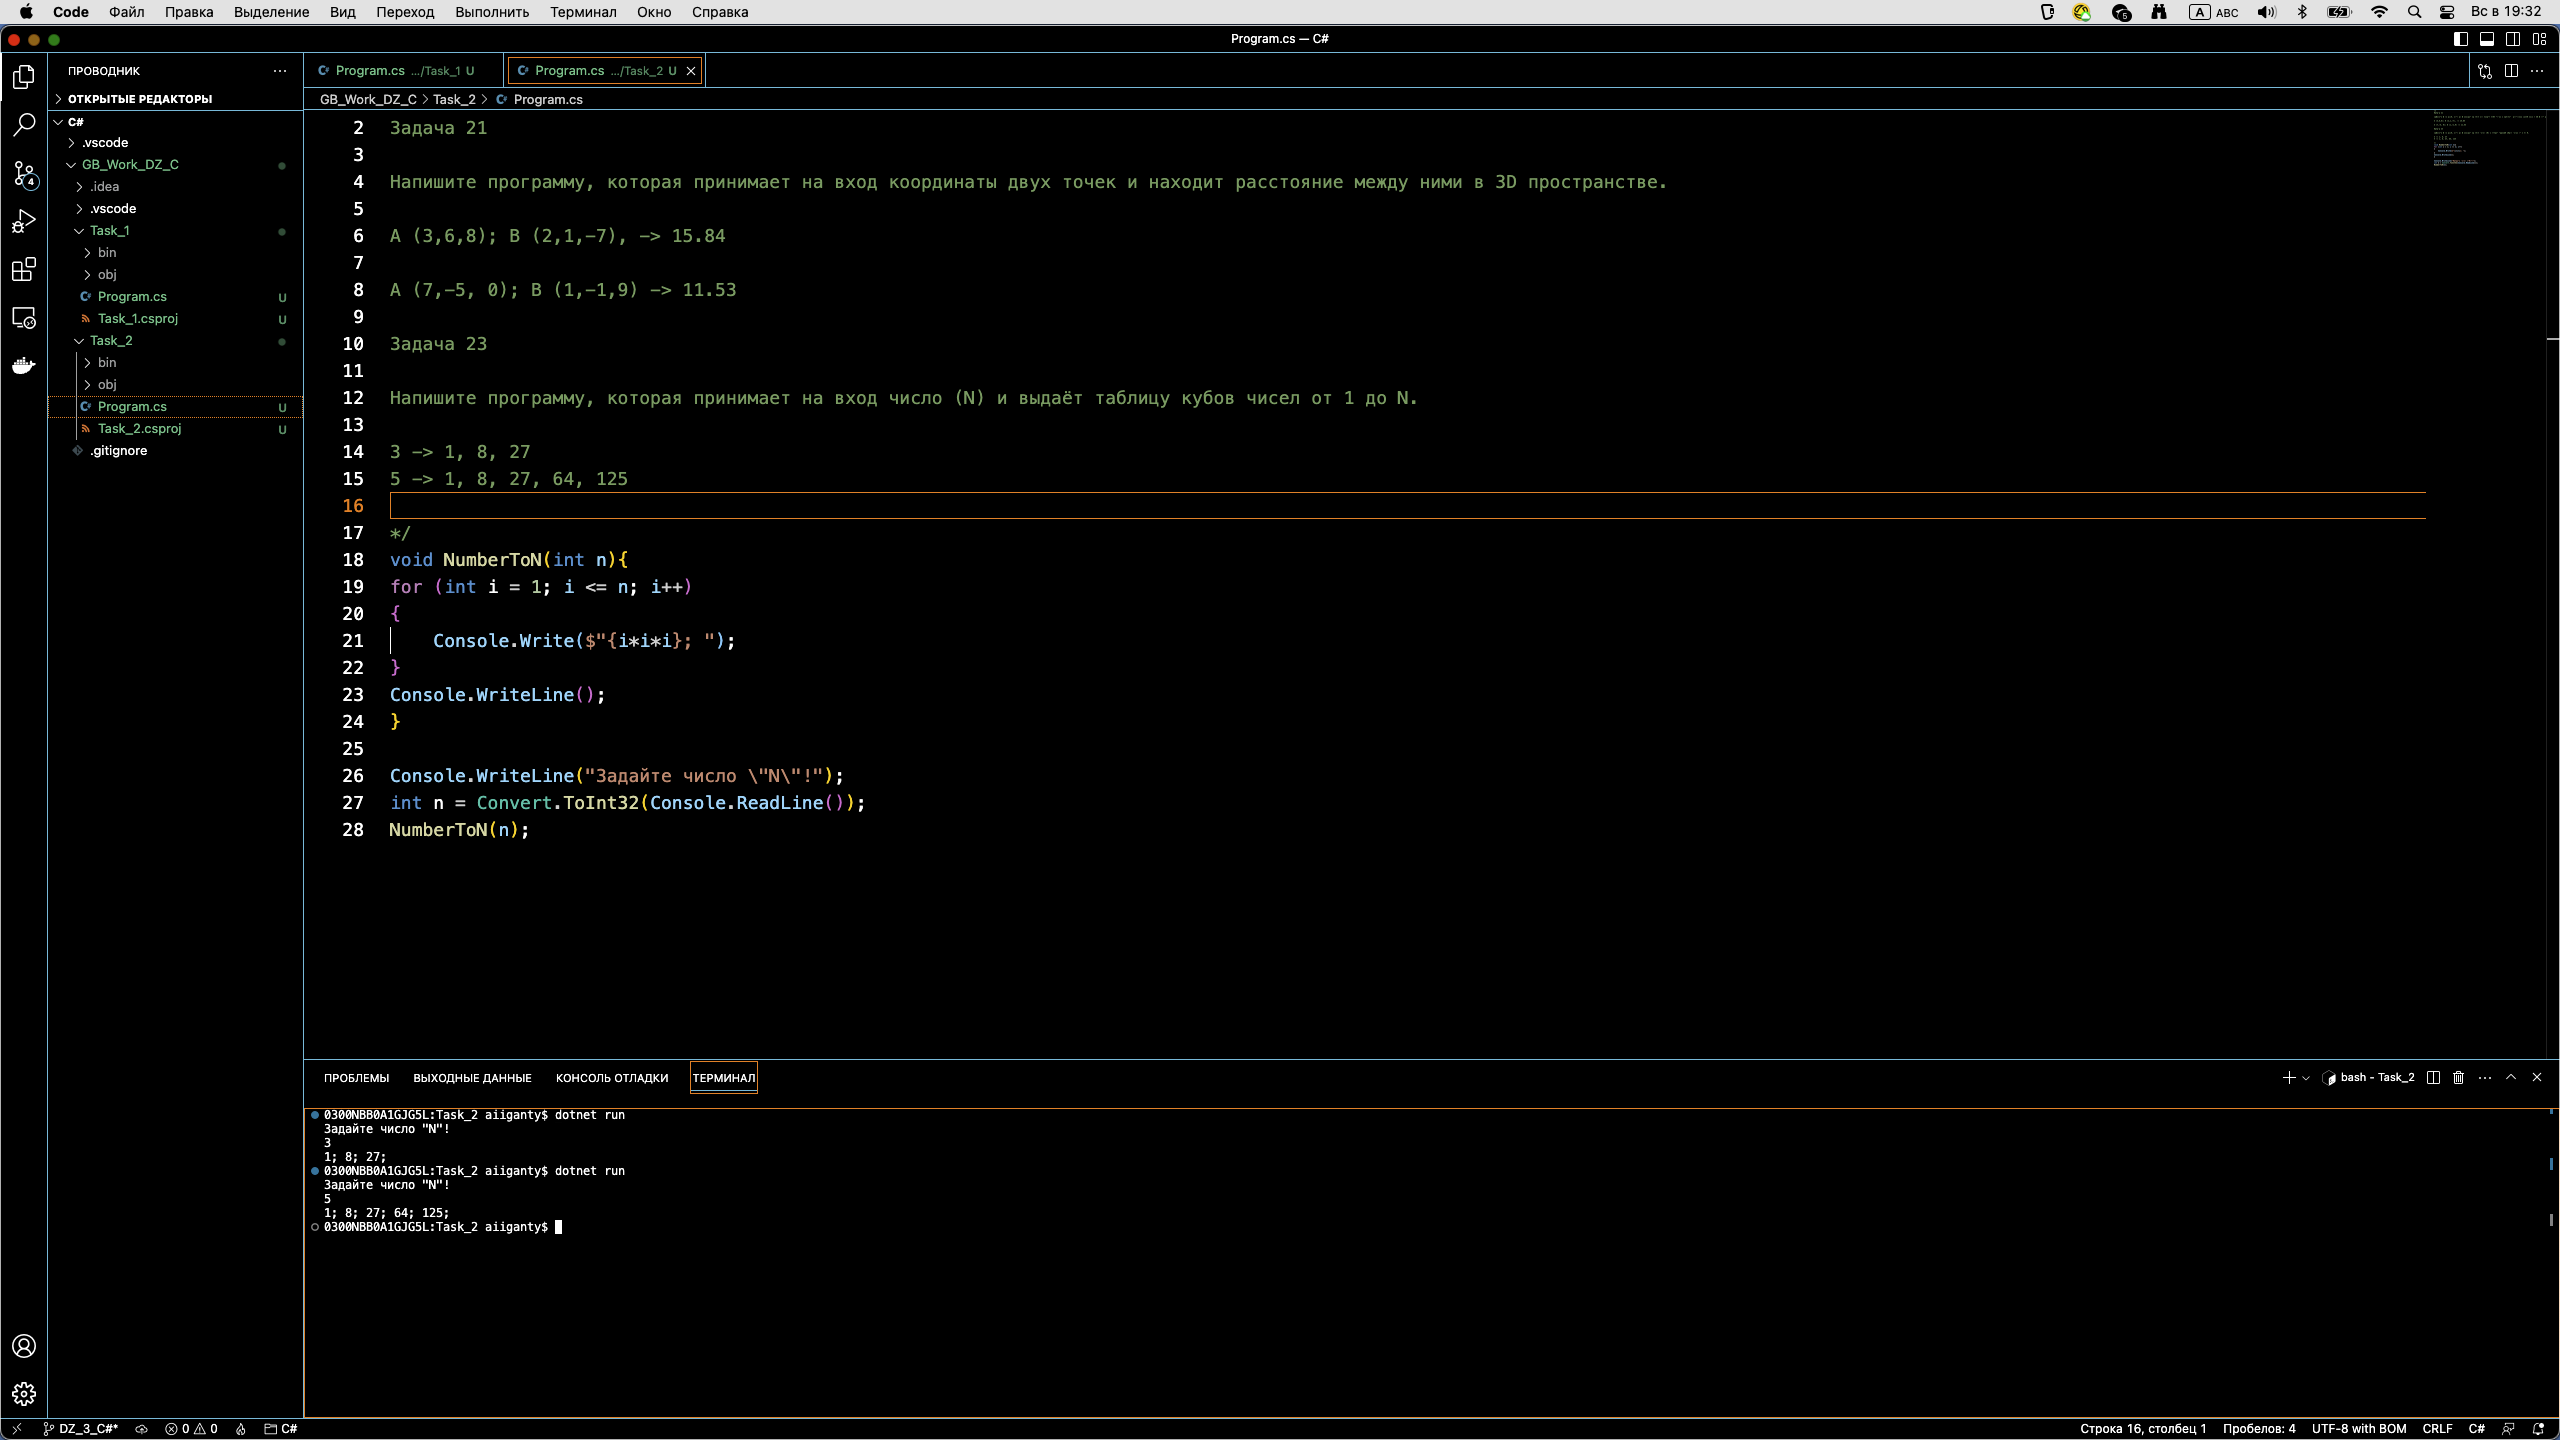 Code Файл Правка Выделение Вид Переход Выполнить Терминал Окно Справка 5 A ABC Вс в 19:32
Program.cs — C#
ПРОВОДНИК
ОТКРЫТЫЕ РЕДАКТОРЫ
C#
.vscode
GB_Work_DZ_C
.idea
.vscode
Task_1
bin
obj
Program.cs U
Task_1.csproj U
Task_2
bin
obj
Program.cs U
Task_2.csproj U
.gitignore
4
Program.cs .../Task_1 U Program.cs .../Task_2 U
GB_Work_DZ_C > Task_2 > Program.cs
2 Задача 21
3
4 Напишите программу, которая принимает на вход координаты двух точек и находит расстояние между ними в 3D пространстве.
5
6 A (3,6,8); B (2,1,-7), -> 15.84
7
8 A (7,-5, 0); B (1,-1,9) -> 11.53
9
10 Задача 23
11
12 Напишите программу, которая принимает на вход число (N) и выдаёт таблицу кубов чисел от 1 до N.
13
14 3 -> 1, 8, 27
15 5 -> 1, 8, 27, 64, 125
16
17 */
18 void NumberToN(int n){
19 for (int i = 1; i <= n; i++)
20 {
21 Console.Write($"{i*i*i}; ");
22 }
23 Console.WriteLine();
24 }
25
26 Console.WriteLine("Задайте число \"N\"!");
27 int n = Convert.ToInt32(Console.ReadLine());
28 NumberToN(n);
ПРОБЛЕМЫ ВЫХОДНЫЕ ДАННЫЕ КОНСОЛЬ ОТЛАДКИ ТЕРМИНАЛ bash - Task_2
0300NBB0A1GJG5L:Task_2 aiiganty$ dotnet run
Задайте число "N"!
3
1; 8; 27;
0300NBB0A1GJG5L:Task_2 aiiganty$ dotnet run
Задайте число "N"!
5
1; 8; 27; 64; 125;
0300NBB0A1GJG5L:Task_2 aiiganty$
DZ_3_C#* 0 0 C# Строка 16, столбец 1 Пробелов: 4 UTF-8 with BOM CRLF C#